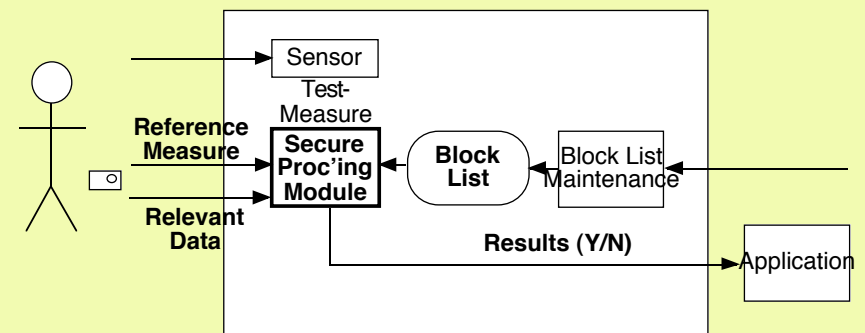 Sensor
Test-
Measure
Reference
Measure
Secure
Proc'ing
Module
Block
List
Block List
Maintenance
Relevant
Data
Results (Y/N)
Application